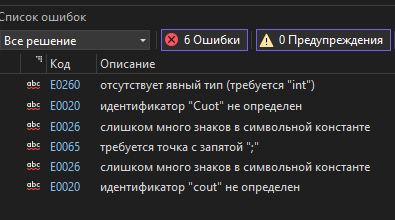 Список ошибок
Все решение
6 Ошибки
0 Предупреждения
Код Описание
abc E0260 отсутствует явный тип (требуется "int")
abc E0020 идентификатор "Cuot" не определен
abc E0026 слишком много знаков в символьной константе
abc E0065 требуется точка с запятой ";"
abc E0026 слишком много знаков в символьной константе
abc E0020 идентификатор "cout" не определен